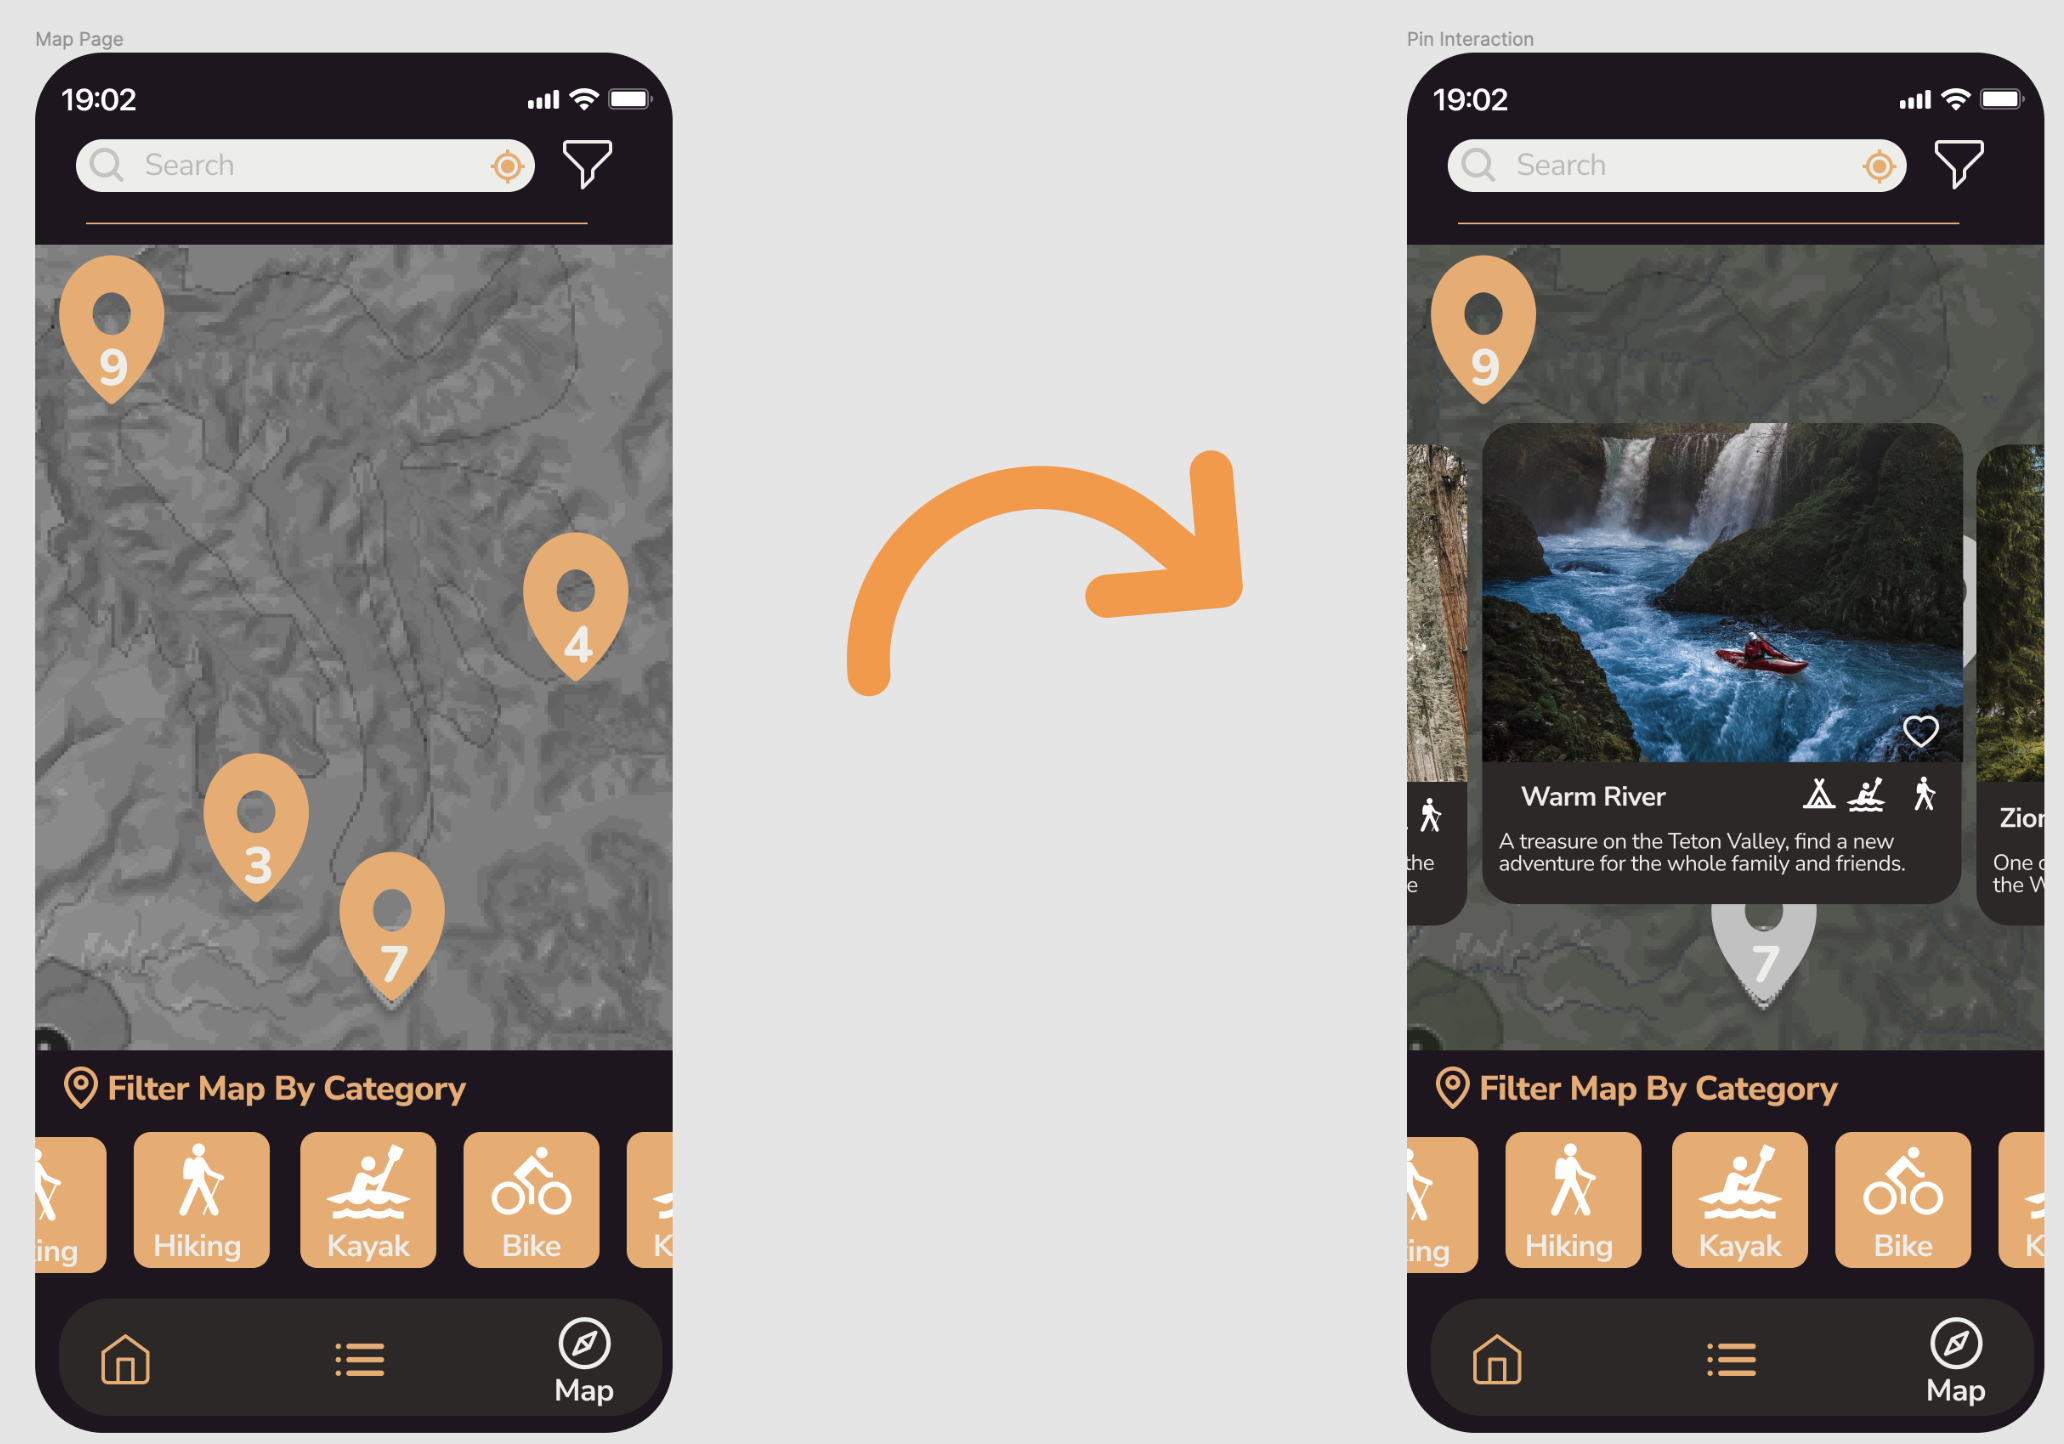 Map Page
19:02
Search
9
4
3
7
Filter Map By Category
ing
Hiking
Kayak
Bike
K
Map
Pin Interaction
19:02
Search
9
Warm River
A treasure on the Teton Valley, find a new
adventure for the whole family and friends.
the
e
Zion
One o
the W
7
Filter Map By Category
ing
Hiking
Kayak
Bike
K
Map